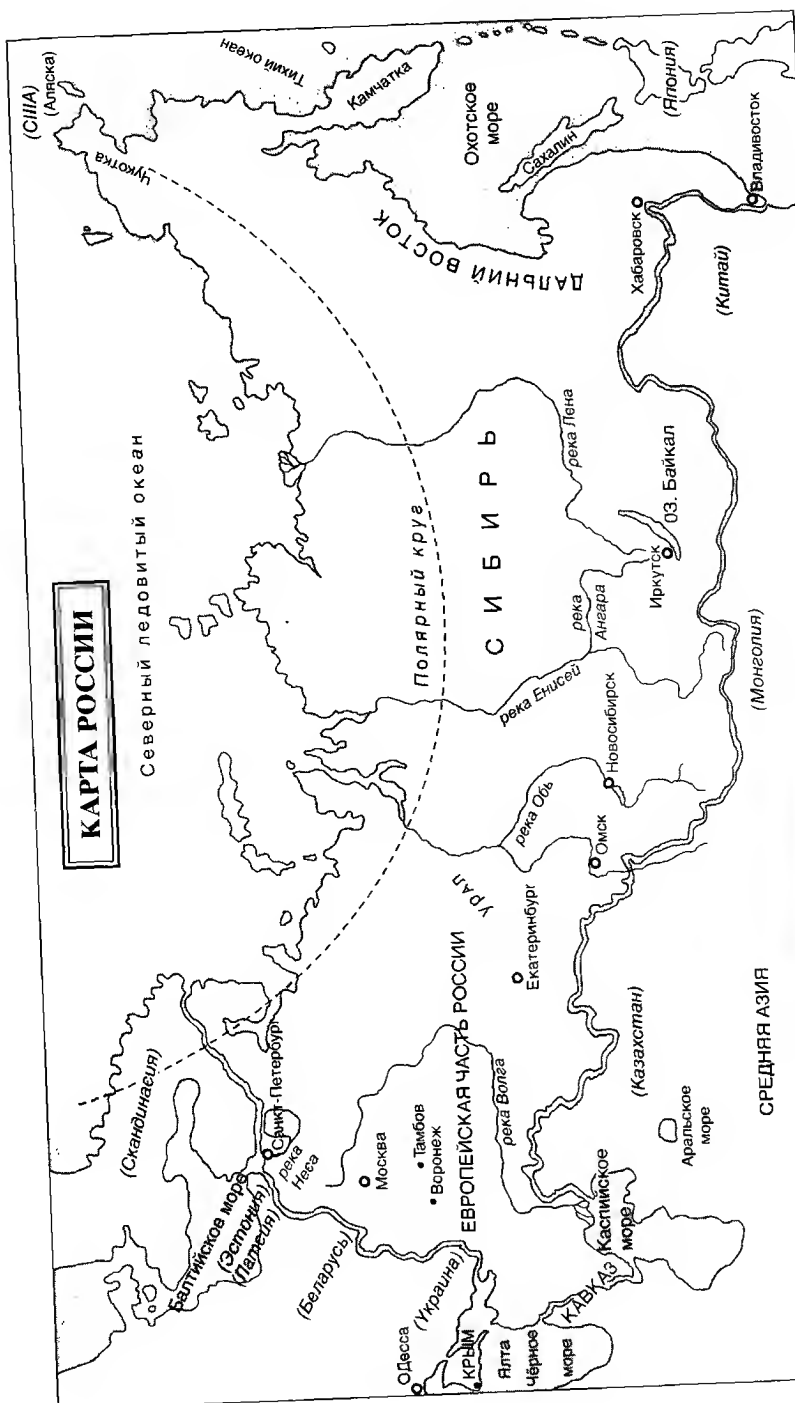 КАРТА РОССИИ
Северный ледовитый океан
(США)
(Аляска)
Чукотка
Тихий океан
Камчатка
Охотское
море
Сахалин
(Япония)
ДАЛЬНИЙ ВОСТОК
Хабаровск
Владивосток
(Китай)
Полярный круг
СИБИРЬ
река Лена
оз. Байкал
Иркутск
река
Ангара
река Енисей
(Монголия)
река Обь
Новосибирск
Омск
УРАЛ
Екатеринбург
ЕВРОПЕЙСКАЯ ЧАСТЬ РОССИИ
(Скандинасия)
Санкт-Петербург
река
Неса
Балтийское море
(Эстония)
(Латвия)
Москва
Тамбов
Воронеж
река Волга
(Беларусь)
(Украина)
Одесса
КРЫМ
Ялта
Чёрное
море
КАВКАЗ
Каспийское
море
Аральское
море
(Казахстан)
СРЕДНЯЯ АЗИЯ